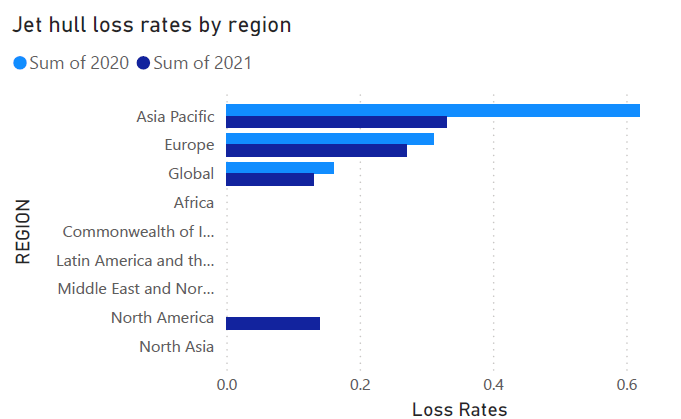 Jet hull loss rates by region
Sum of 2020 Sum of 2021
REGION
Asia Pacific
Europe
Global
Africa
Commonwealth of I...
Latin America and th...
Middle East and Nor...
North America
North Asia
0.0 0.2 0.4 0.6
Loss Rates